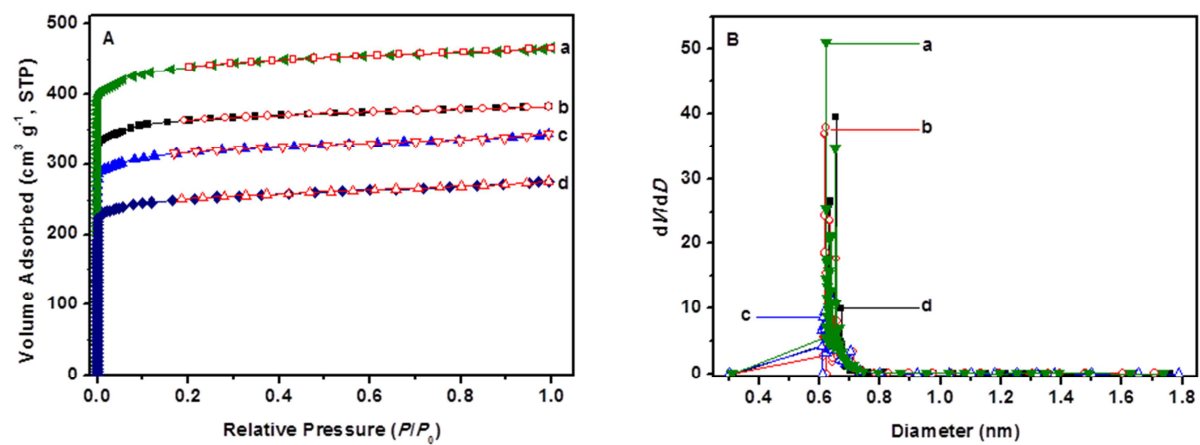 A
500
400
300
200
100
0
Volume Adsorbed (cm³ g⁻¹, STP)
a
b
c
d
0.0 0.2 0.4 0.6 0.8 1.0
Relative Pressure (P/P₀)
B
50
40
30
20
10
0
dV/dD
a
b
c
d
0.4 0.6 0.8 1.0 1.2 1.4 1.6 1.8
Diameter (nm)